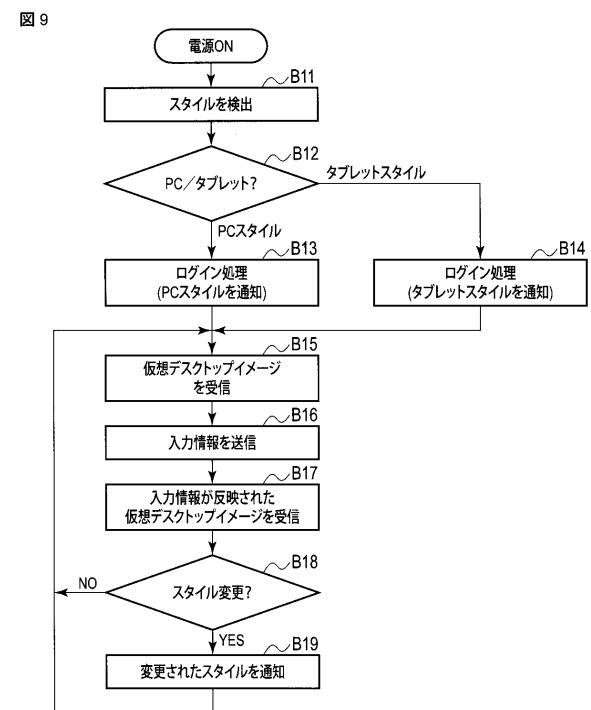 図9
電源ON
B11
スタイルを検出
B12
PC／タブレット?
タブレットスタイル
PCスタイル
B13
ログイン処理
(PCスタイルを通知)
B14
ログイン処理
(タブレットスタイルを通知)
B15
仮想デスクトップイメージ
を受信
B16
入力情報を送信
B17
入力情報が反映された
仮想デスクトップイメージを受信
B18
スタイル変更?
NO
YES
B19
変更されたスタイルを通知